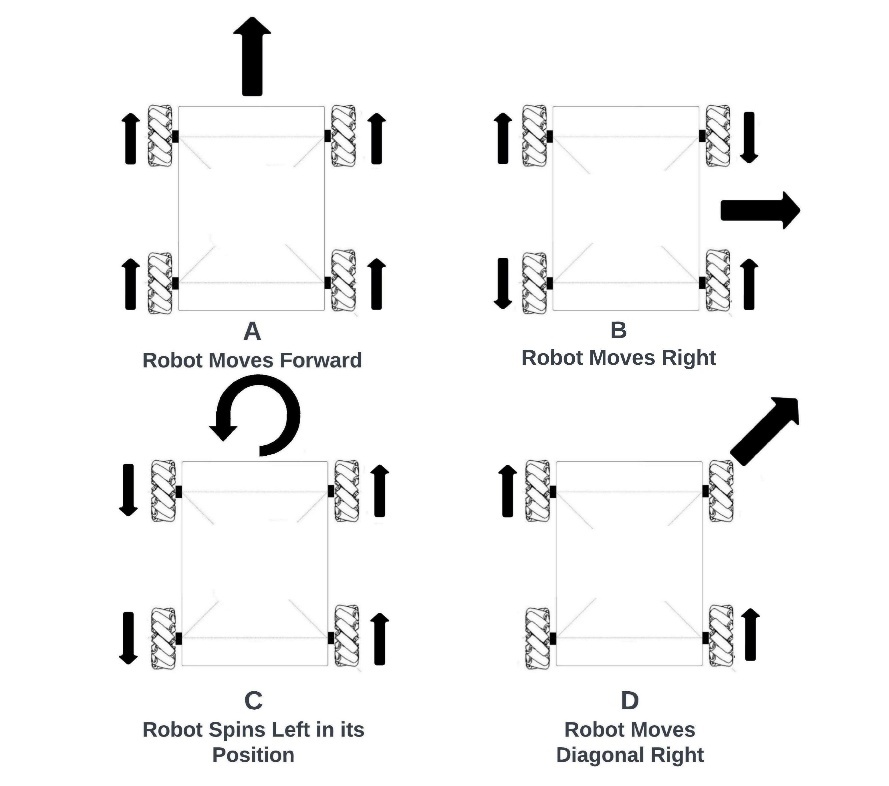 A
Robot Moves Forward
B
Robot Moves Right
C
Robot Spins Left in its
Position
D
Robot Moves
Diagonal Right